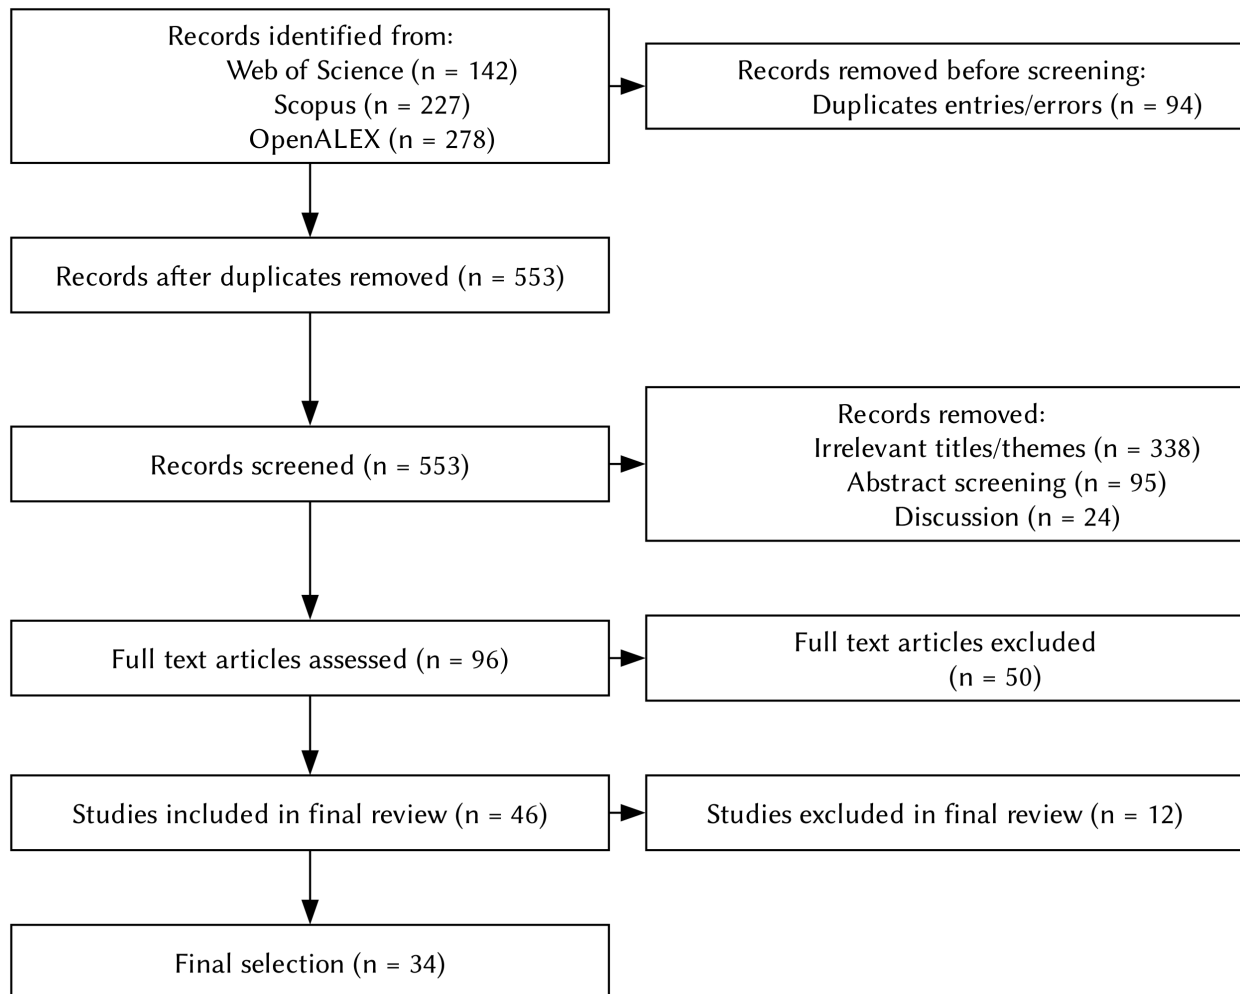 Records identified from:
Web of Science (n = 142)
Scopus (n = 227)
OpenALEX (n = 278)
Records removed before screening:
Duplicates entries/errors (n = 94)
Records after duplicates removed (n = 553)
Records screened (n = 553)
Records removed:
Irrelevant titles/themes (n = 338)
Abstract screening (n = 95)
Discussion (n = 24)
Full text articles assessed (n = 96)
Full text articles excluded
(n = 50)
Studies included in final review (n = 46)
Studies excluded in final review (n = 12)
Final selection (n = 34)